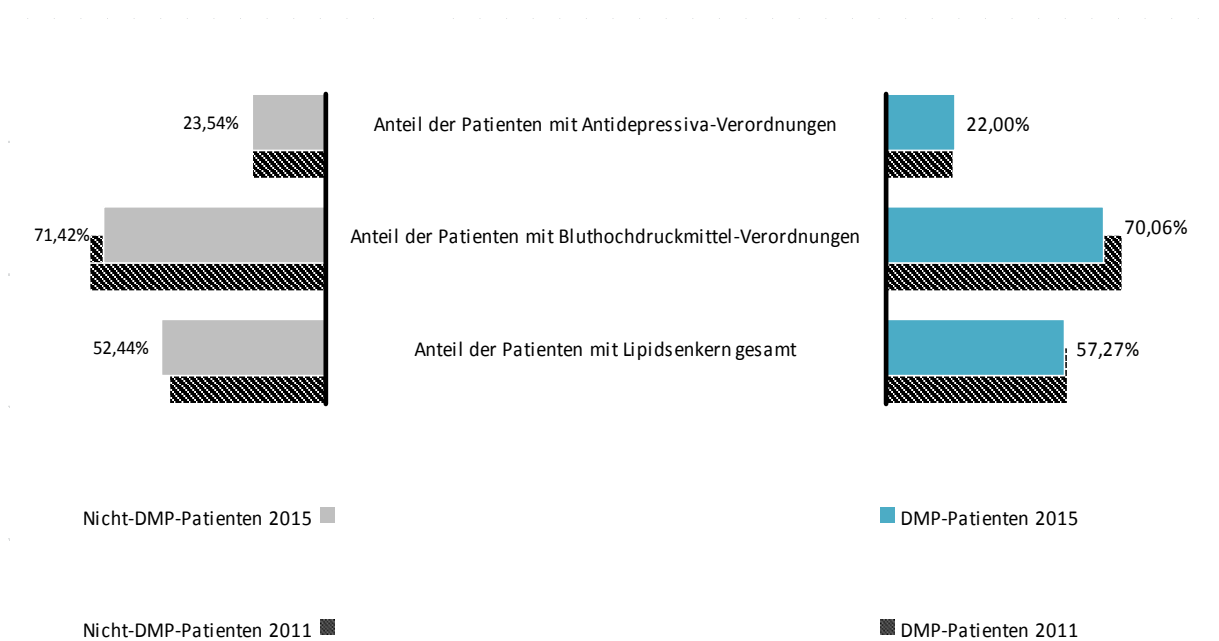 23,54% Anteil der Patienten mit Antidepressiva-Verordnungen 22,00%
71,42% Anteil der Patienten mit Bluthochdruckmittel-Verordnungen 70,06%
52,44% Anteil der Patienten mit Lipidsenkern gesamt 57,27%
Nicht-DMP-Patienten 2015 DMP-Patienten 2015
Nicht-DMP-Patienten 2011 DMP-Patienten 2011